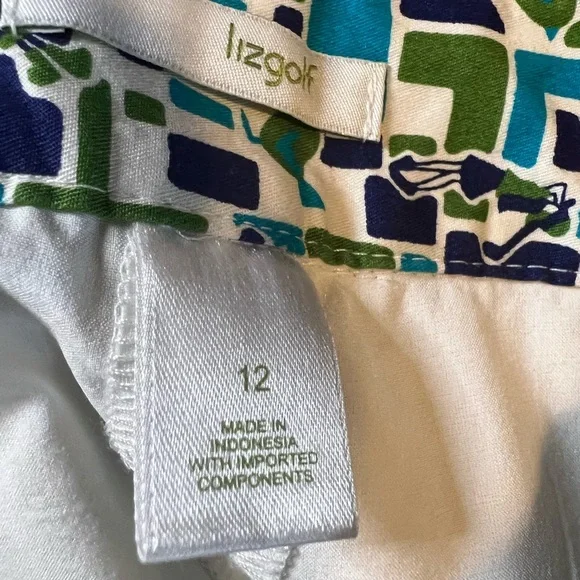 lizgolf
12
MADE IN
INDONESIA
WITH IMPORTED
COMPONENTS